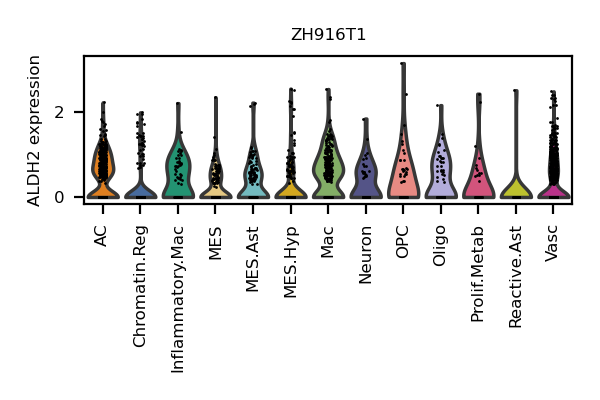 ZH916T1
ALDH2 expression
2
0
AC
Chromatin.Reg
Inflammatory.Mac
MES
MES.Ast
MES.Hyp
Mac
Neuron
OPC
Oligo
Prolif.Metab
Reactive.Ast
Vasc